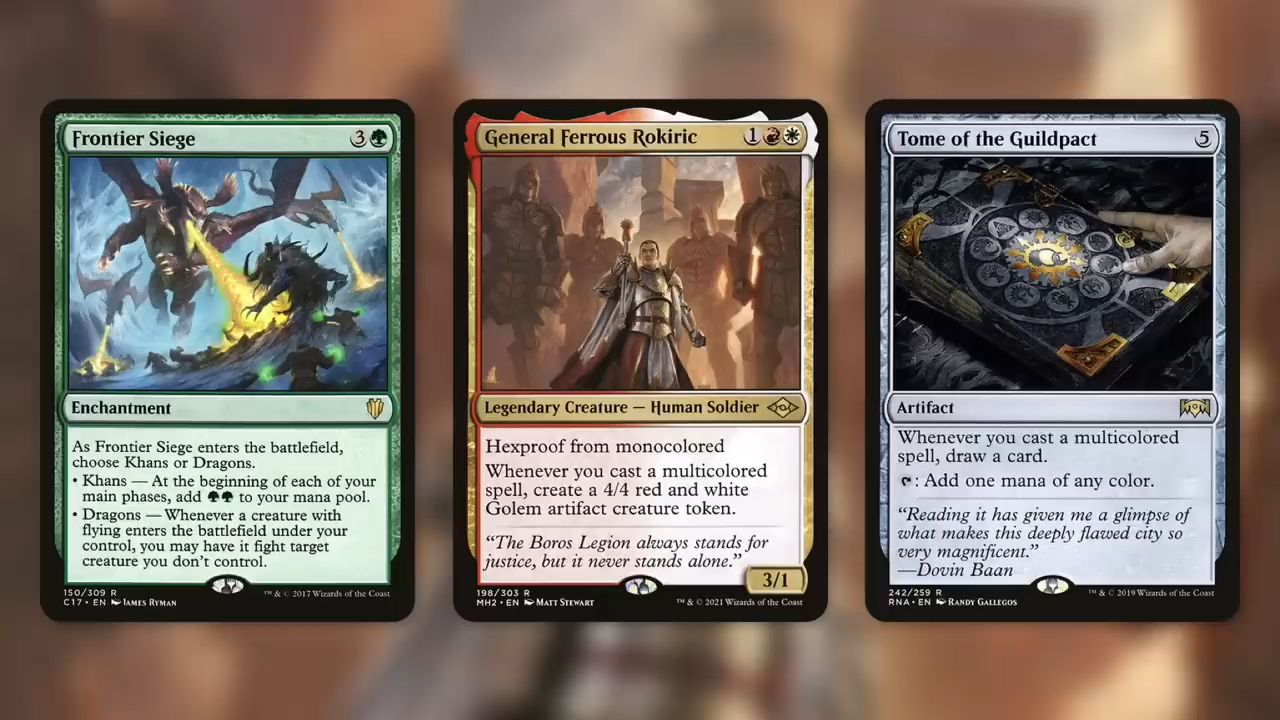 Frontier Siege 3
Enchantment
As Frontier Siege enters the battlefield,
choose Khans or Dragons.
• Khans — At the beginning of each of your
main phases, add to your mana pool.
• Dragons — Whenever a creature with
flying enters the battlefield under your
control, you may have it fight target
creature you don't control.
150/309 R
C17 • EN James Ryman
™ & © 2017 Wizards of the Coast
General Ferrous Rokiric 1
Legendary Creature — Human Soldier
Hexproof from monocolored
Whenever you cast a multicolored
spell, create a 4/4 red and white
Golem artifact creature token.
“The Boros Legion always stands for
justice, but it never stands alone.”
3/1
198/303 R
MH2 • EN Matt Stewart
™ & © 2021 Wizards of the Coast
Tome of the Guildpact 5
Artifact
Whenever you cast a multicolored
spell, draw a card.
: Add one mana of any color.
“Reading it has given me a glimpse of
what makes this deeply flawed city so
very magnificent.”
—Dovin Baan
242/259 R
RNA • EN Randy Gallegos
™ & © 2019 Wizards of the Coast